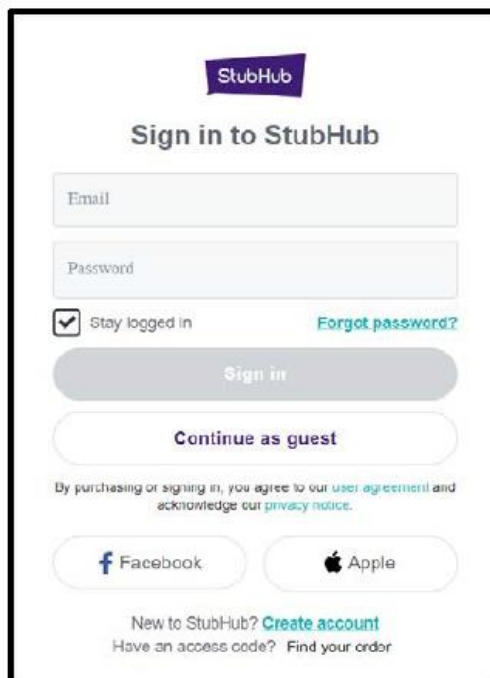 StubHub
Sign in to StubHub
Email
Password
Stay logged in Forgot password?
Sign in
Continue as guest
By purchasing or signing in, you agree to our user agreement and
acknowledge our privacy notice.
Facebook Apple
New to StubHub? Create account
Have an access code? Find your order